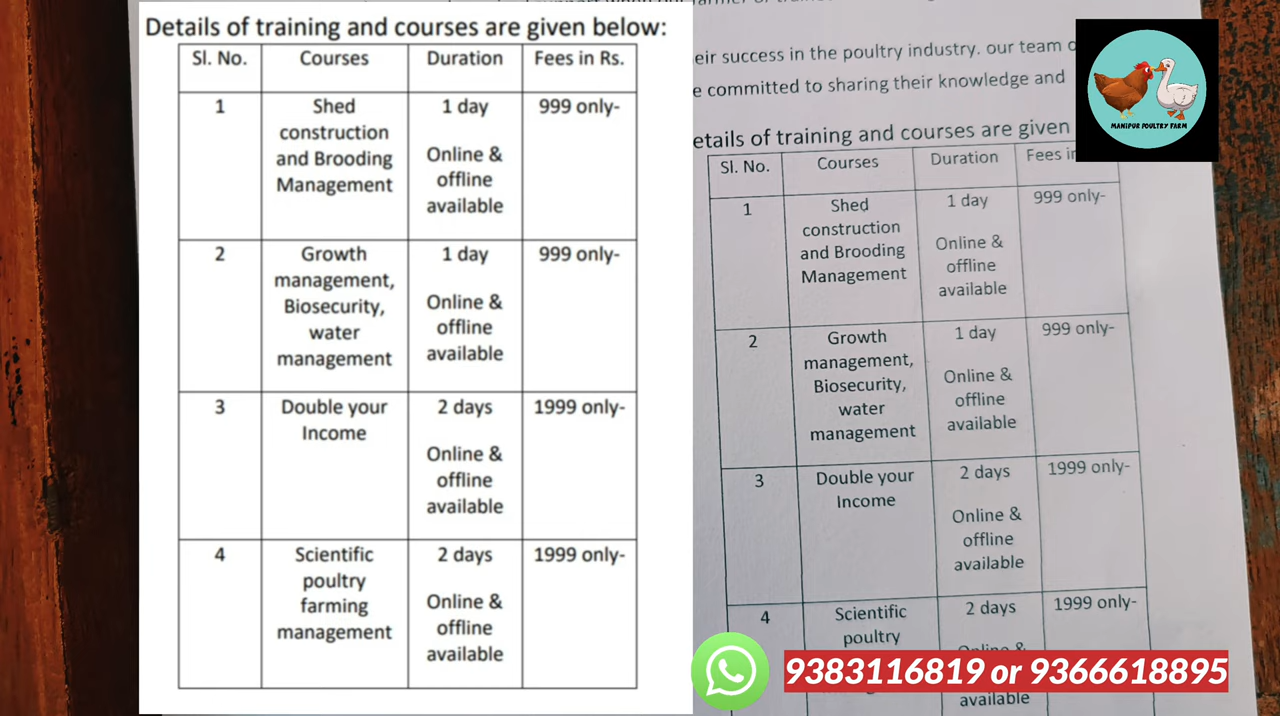 Details of training and courses are given below:
Sl. No. Courses Duration Fees in Rs.
1 Shed construction and Brooding Management 1 day Online & offline available 999 only-
2 Growth management, Biosecurity, water management 1 day Online & offline available 999 only-
3 Double your Income 2 days Online & offline available 1999 only-
4 Scientific poultry farming management 2 days Online & offline available 1999 only-
eir success in the poultry industry. our team
e committed to sharing their knowledge and
etails of training and courses are given
Sl. No. Courses Duration Fees in
1 Shed construction and Brooding Management 1 day Online & offline available 999 only-
2 Growth management, Biosecurity, water management 1 day Online & offline available 999 only-
3 Double your Income 2 days Online & offline available 1999 only-
4 Scientific poultry 2 days Online & available 1999 only-
MANIPUR POULTRY FARM
9383116819 or 9366618895